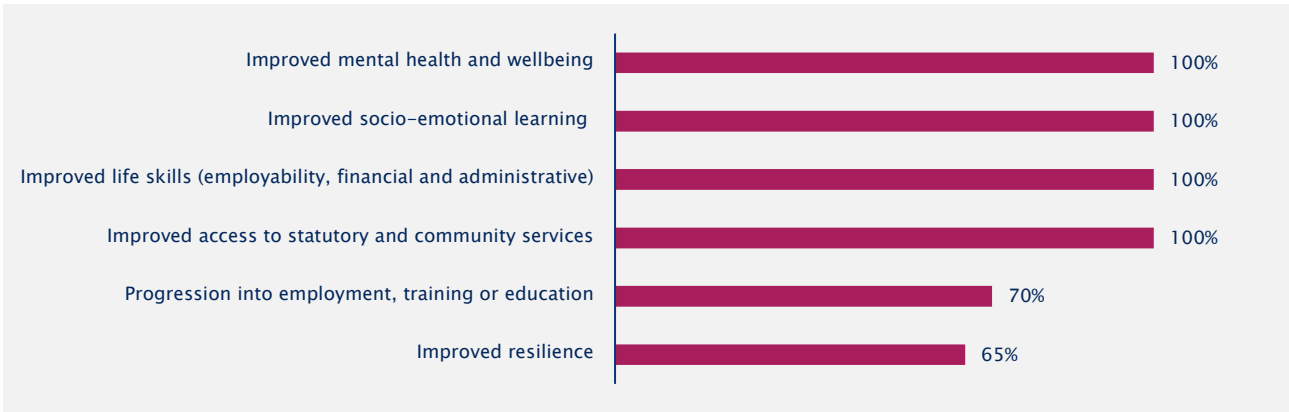 Improved mental health and wellbeing 100%
Improved socio-emotional learning 100%
Improved life skills (employability, financial and administrative) 100%
Improved access to statutory and community services 100%
Progression into employment, training or education 70%
Improved resilience 65%